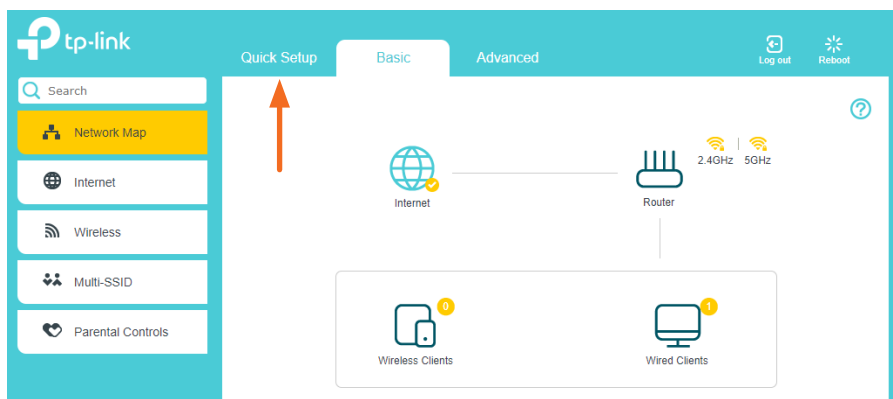 tp-link
Quick Setup
Basic
Advanced
Log out
Reboot
Search
Network Map
Internet
Wireless
Multi-SSID
Parental Controls
2.4GHz
5GHz
Internet
Router
0
1
Wireless Clients
Wired Clients